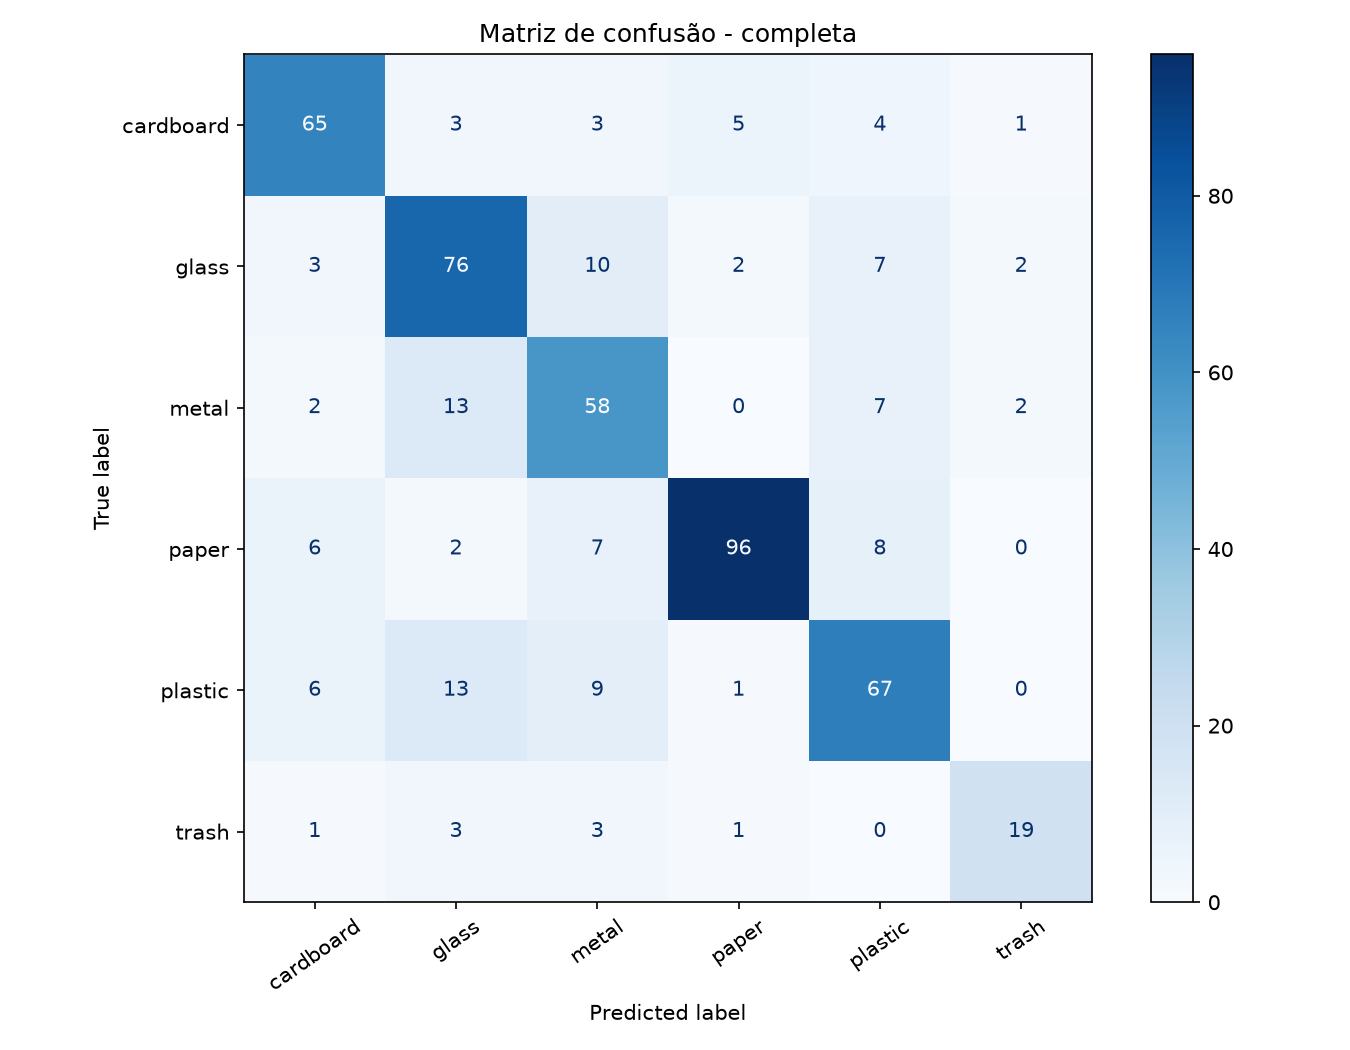 Matriz de confusão - completa
cardboard 65 3 3 5 4 1
glass 3 76 10 2 7 2
metal 2 13 58 0 7 2
paper 6 2 7 96 8 0
plastic 6 13 9 1 67 0
trash 1 3 3 1 0 19
True label
cardboard glass metal paper plastic trash
Predicted label
80
60
40
20
0